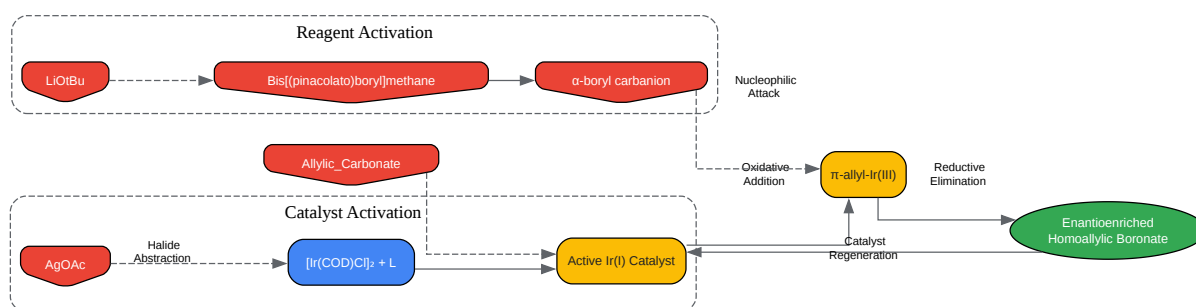 Reagent Activation
LiOtBu
Bis[(pinacolato)boryl]methane
α-boryl carbanion
Nucleophilic
Attack
Allylic_Carbonate
Oxidative
Addition
π-allyl-Ir(III)
Reductive
Elimination
Catalyst Activation
AgOAc
Halide
Abstraction
[Ir(COD)Cl]₂ + L
Active Ir(I) Catalyst
Catalyst
Regeneration
Enantioenriched
Homoallylic Boronate